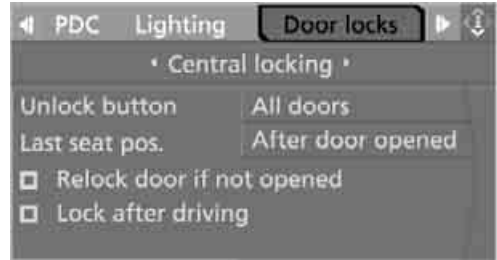 PDC Lighting Door locks
Central locking
Unlock button All doors
Last seat pos. After door opened
Relock door if not opened
Lock after driving